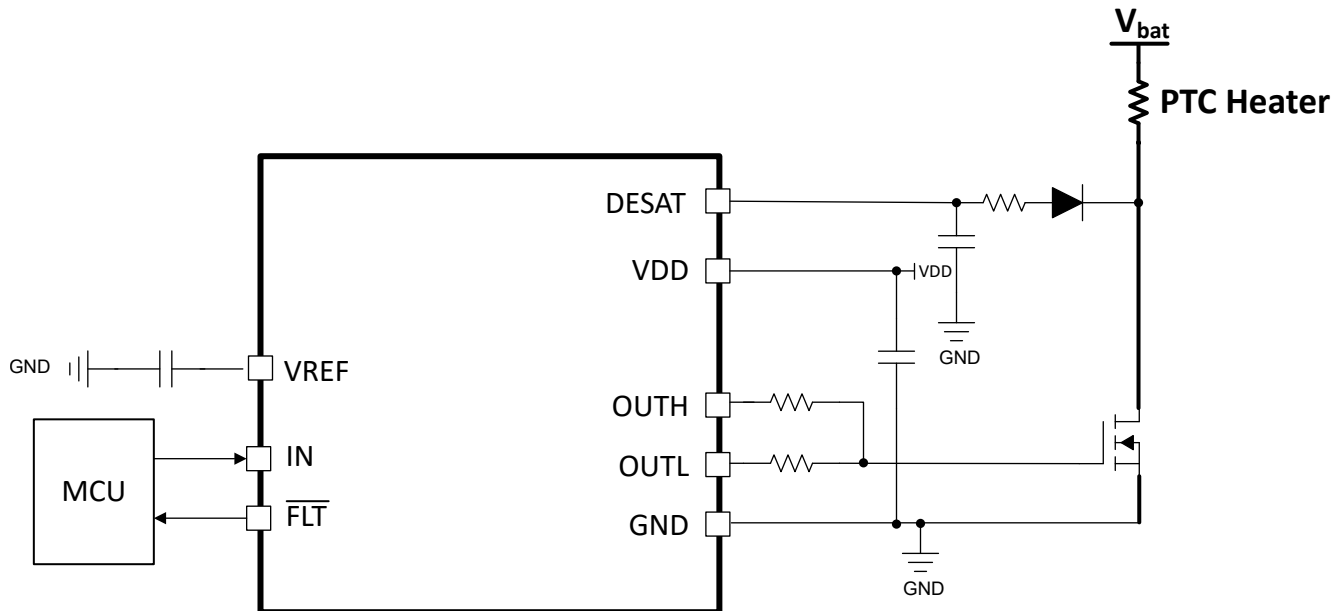 Vbat
PTC Heater
DESAT
VDD
VDD
GND
GND
VREF
OUTH
IN
OUTL
MCU
FLT
GND
GND